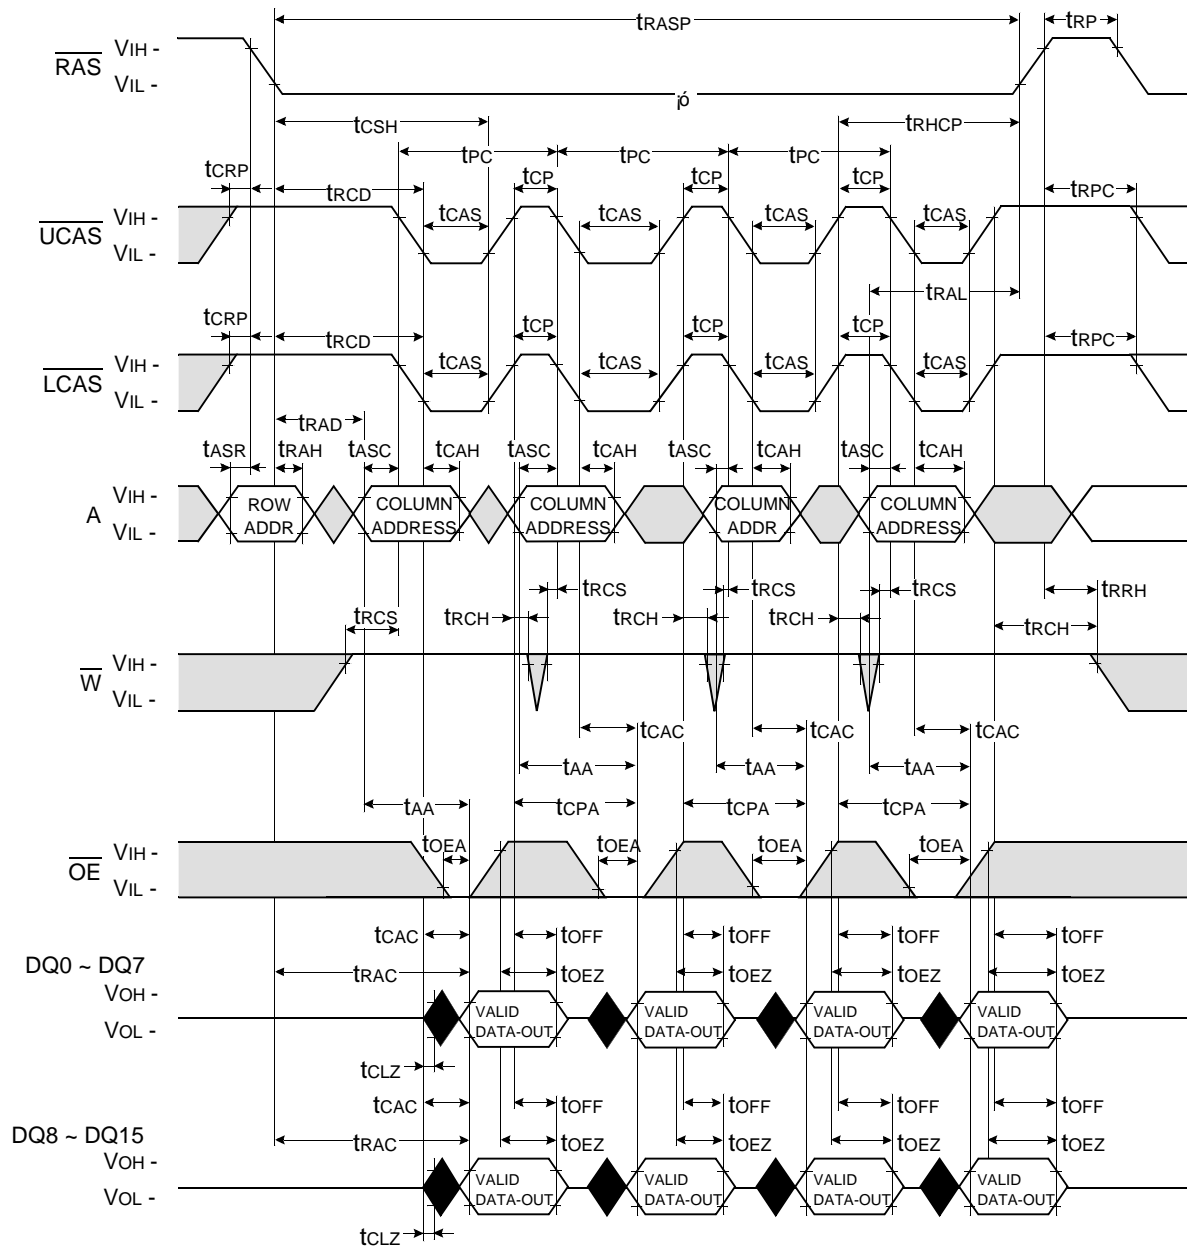 tRASP tRP
RAS VIH -
VIL -
¡ó
tCSH tRHCP
tPC tPC tPC
tCRP tCP tCP tCP
tRCD tRPC
UCAS VIH -
VIL -
tCAS tCAS tCAS tCAS
tRAL
tCRP tCP tCP tCP
tRCD tRPC
LCAS VIH -
VIL -
tCAS tCAS tCAS tCAS
tRAD
tASR tRAH tASC tCAH tASC tCAH tASC tCAH tASC tCAH
A VIH -
VIL -
ROW ADDR
COLUMN ADDRESS
COLUMN ADDRESS
COLUMN ADDR
COLUMN ADDRESS
tRCS tRCS tRCS tRRH
tRCS tRCH tRCH tRCH tRCH
W VIH -
VIL -
tCAC tCAC tCAC
tAA tAA tAA
tAA tCPA tCPA tCPA
tOEA tOEA tOEA tOEA
OE VIH -
VIL -
tCAC tOFF tOFF tOFF tOFF
DQ0 ~ DQ7
tRAC tOEZ tOEZ tOEZ tOEZ
VOH -
VOL -
VALID DATA-OUT
VALID DATA-OUT
VALID DATA-OUT
VALID DATA-OUT
tCLZ
tCAC tOFF tOFF tOFF tOFF
DQ8 ~ DQ15
tRAC tOEZ tOEZ tOEZ tOEZ
VOH -
VOL -
VALID DATA-OUT
VALID DATA-OUT
VALID DATA-OUT
VALID DATA-OUT
tCLZ